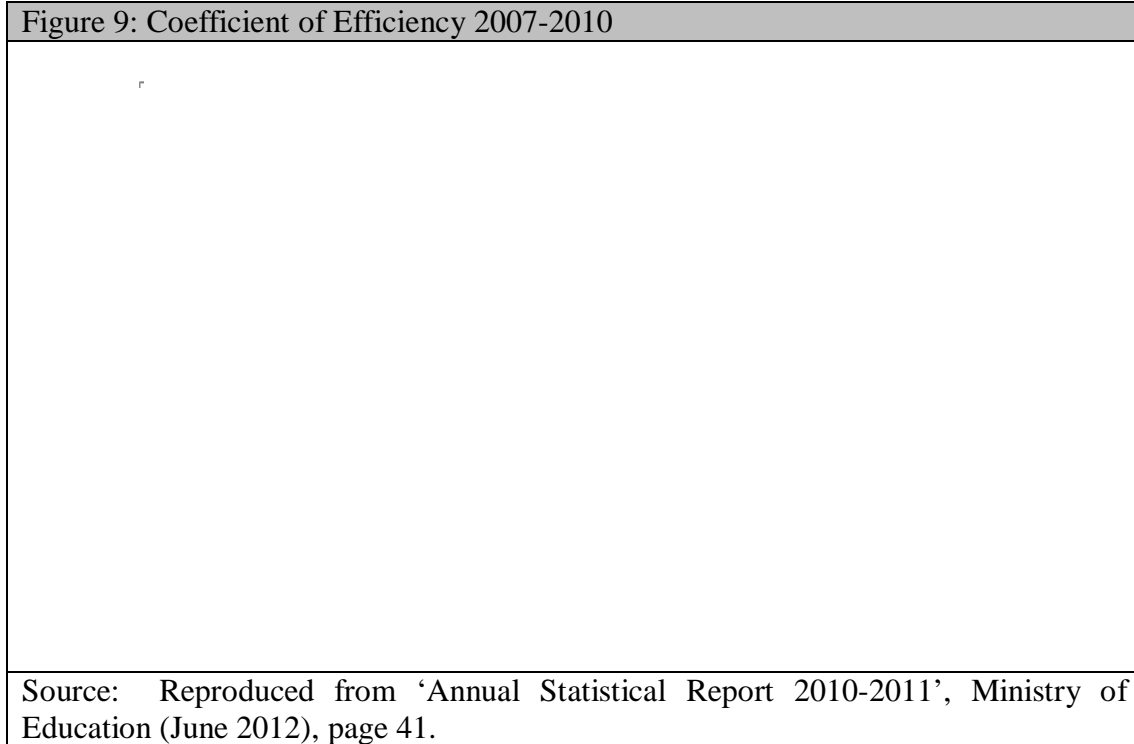 Figure 9: Coefficient of Efficiency 2007-2010
Source: Reproduced from ‘Annual Statistical Report 2010-2011’, Ministry of
Education (June 2012), page 41.